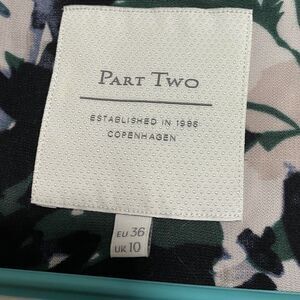 PART TWO
ESTABLISHED IN 1986
COPENHAGEN
EU 36
UK 10